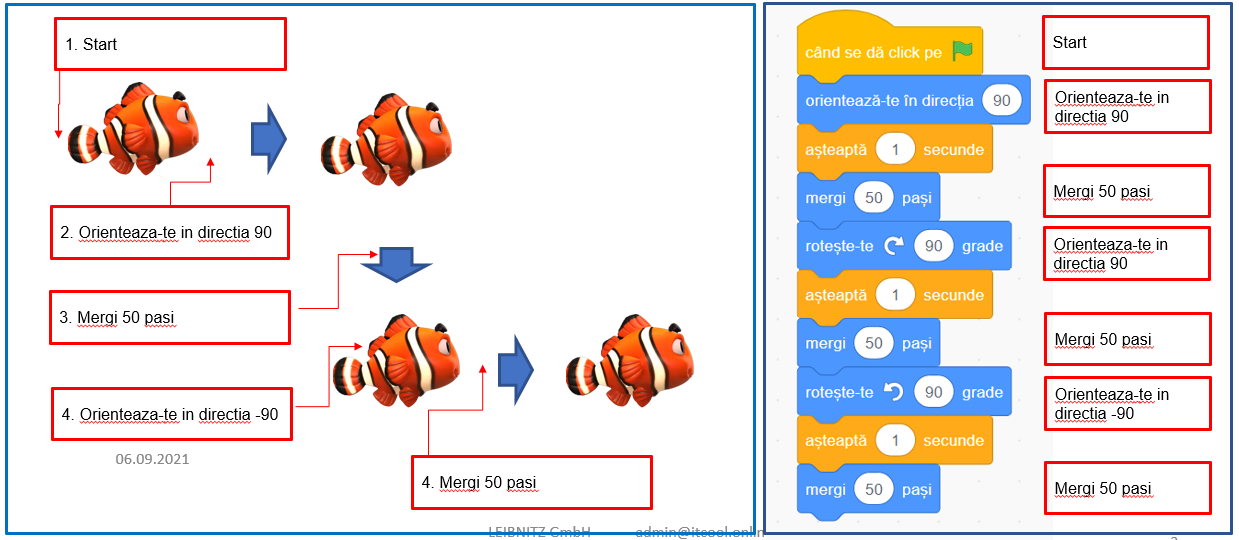 1. Start
2. Orienteaza-te in directia 90
3. Mergi 50 pasi
4. Orienteaza-te in directia -90
06.09.2021
4. Mergi 50 pasi
LEIBNITZ GmbH admin@itcool.onlin
când se dă click pe
orientează-te în direcția 90
așteaptă 1 secunde
mergi 50 pași
rotește-te 90 grade
așteaptă 1 secunde
mergi 50 pași
rotește-te 90 grade
așteaptă 1 secunde
mergi 50 pași
Start
Orienteaza-te in
directia 90
Mergi 50 pasi
Orienteaza-te in
directia 90
Mergi 50 pasi
Orienteaza-te in
directia -90
Mergi 50 pasi